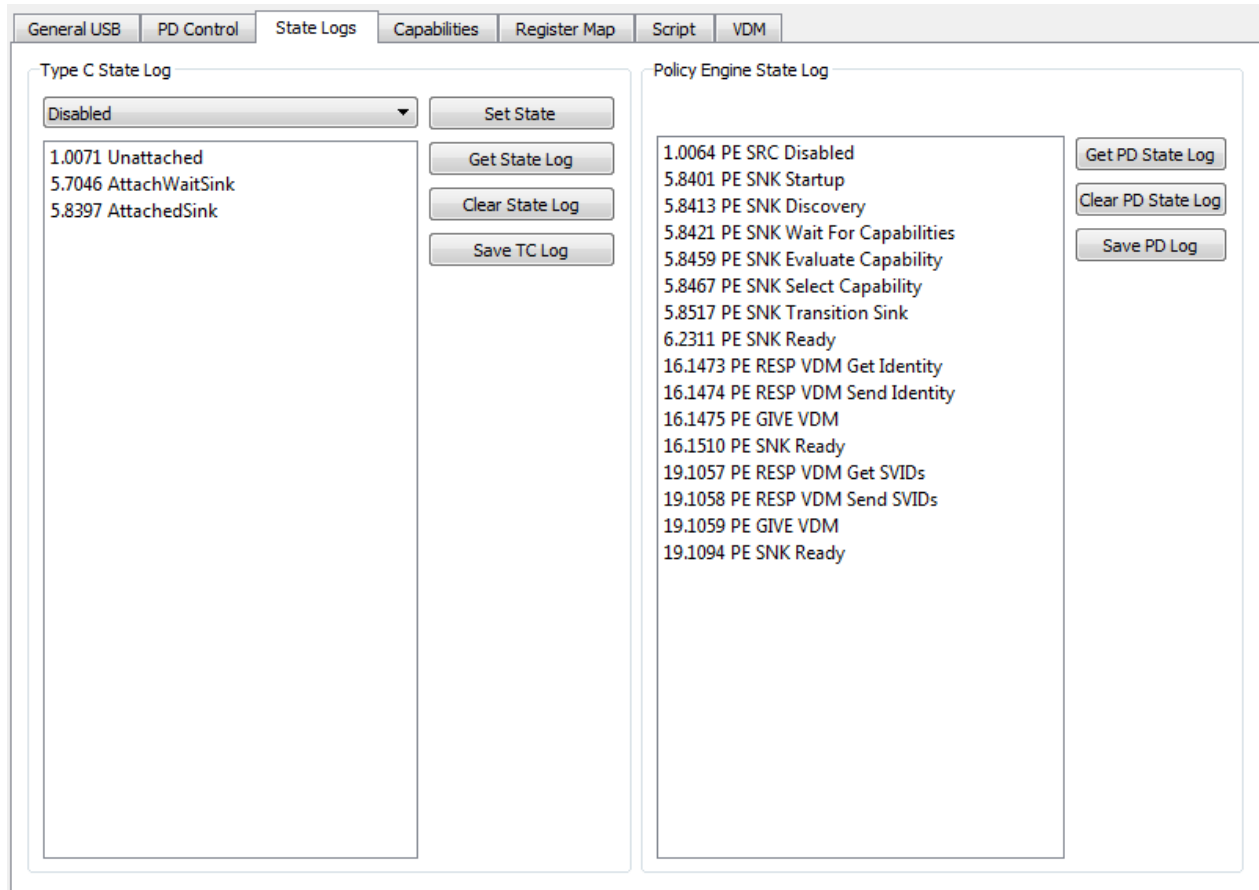 General USB
PD Control
State Logs
Capabilities
Register Map
Script
VDM
Type C State Log
Disabled
Set State
1.0071 Unattached
5.7046 AttachWaitSink
5.8397 AttachedSink
Get State Log
Clear State Log
Save TC Log
Policy Engine State Log
1.0064 PE SRC Disabled
5.8401 PE SNK Startup
5.8413 PE SNK Discovery
5.8421 PE SNK Wait For Capabilities
5.8459 PE SNK Evaluate Capability
5.8467 PE SNK Select Capability
5.8517 PE SNK Transition Sink
6.2311 PE SNK Ready
16.1473 PE RESP VDM Get Identity
16.1474 PE RESP VDM Send Identity
16.1475 PE GIVE VDM
16.1510 PE SNK Ready
19.1057 PE RESP VDM Get SVIDs
19.1058 PE RESP VDM Send SVIDs
19.1059 PE GIVE VDM
19.1094 PE SNK Ready
Get PD State Log
Clear PD State Log
Save PD Log